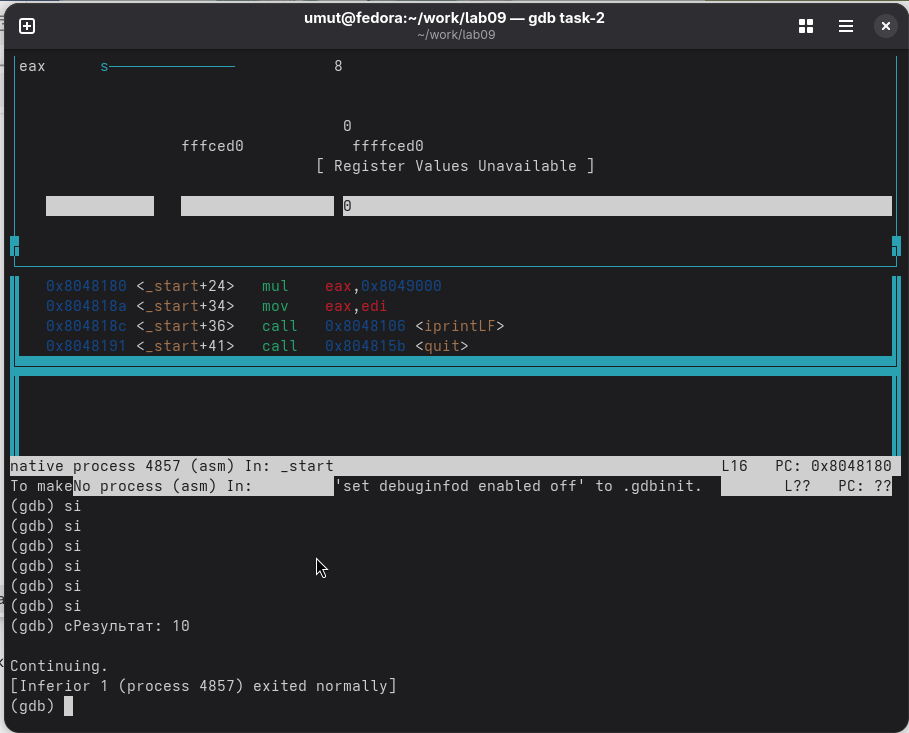 umut@fedora:~/work/lab09 — gdb task-2
~/work/lab09
eax s 8
0
fffced0 ffffced0
[ Register Values Unavailable ]
0
0x8048180 <_start+24> mul eax,0x8049000
0x804818a <_start+34> mov eax,edi
0x804818c <_start+36> call 0x8048106 <iprintLF>
0x8048191 <_start+41> call 0x804815b <quit>
native process 4857 (asm) In: _start L16 PC: 0x8048180
To makeNo process (asm) In: 'set debuginfod enabled off' to .gdbinit. L?? PC: ??
(gdb) si
(gdb) si
(gdb) si
(gdb) si
(gdb) si
(gdb) si
(gdb) cРезультат: 10
Continuing.
[Inferior 1 (process 4857) exited normally]
(gdb)